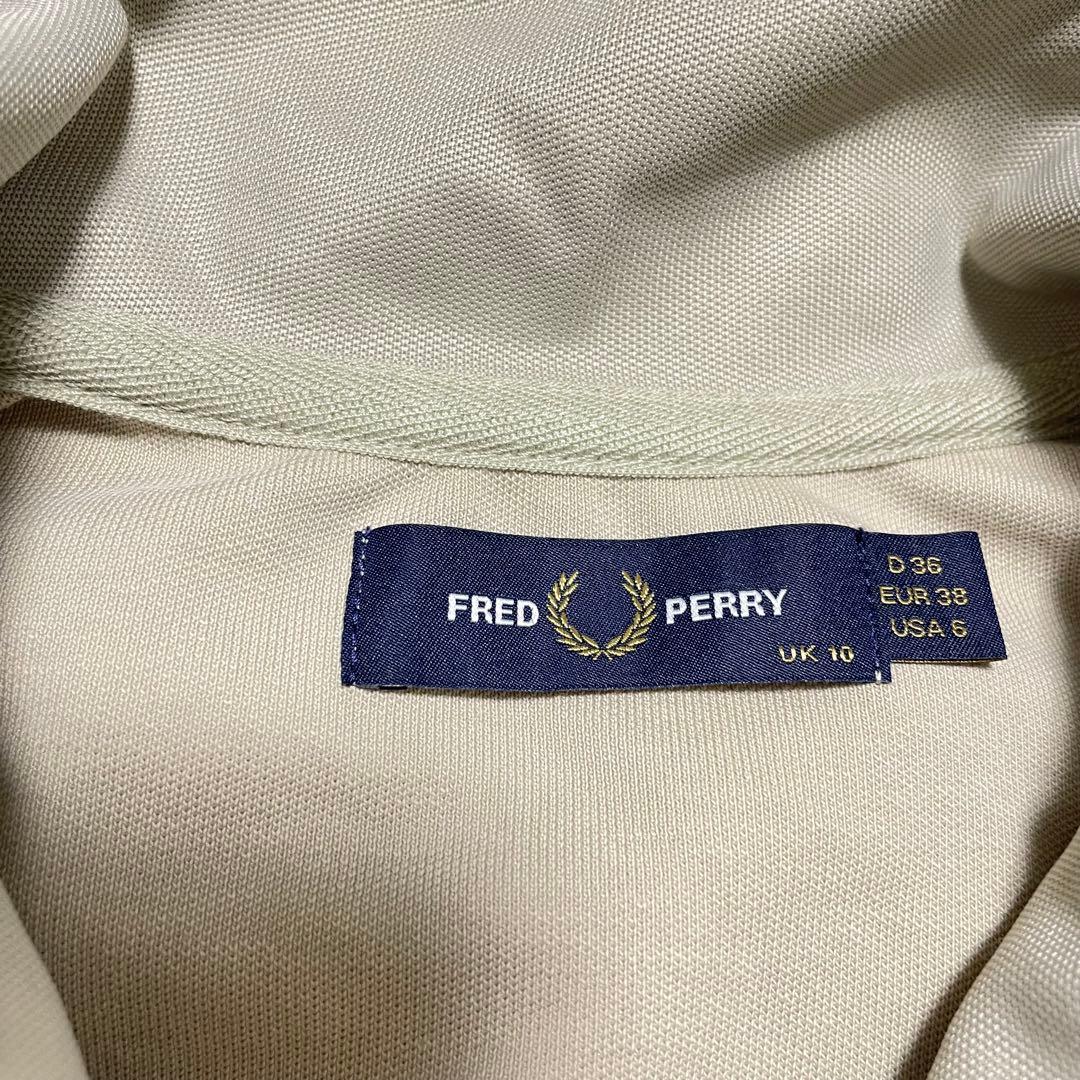 FRED PERRY
UK 10
D 36
EUR 38
USA 6